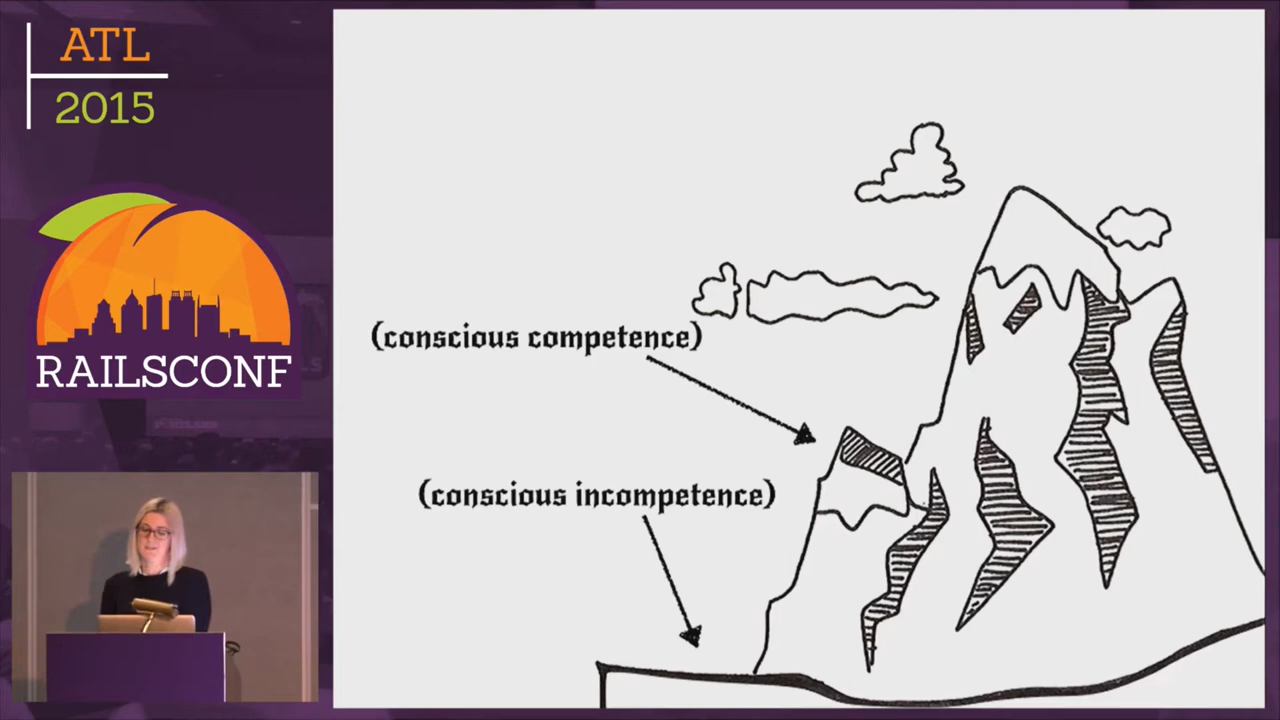 ATL
2015
RAILSCONF
(conscious competence)
(conscious incompetence)